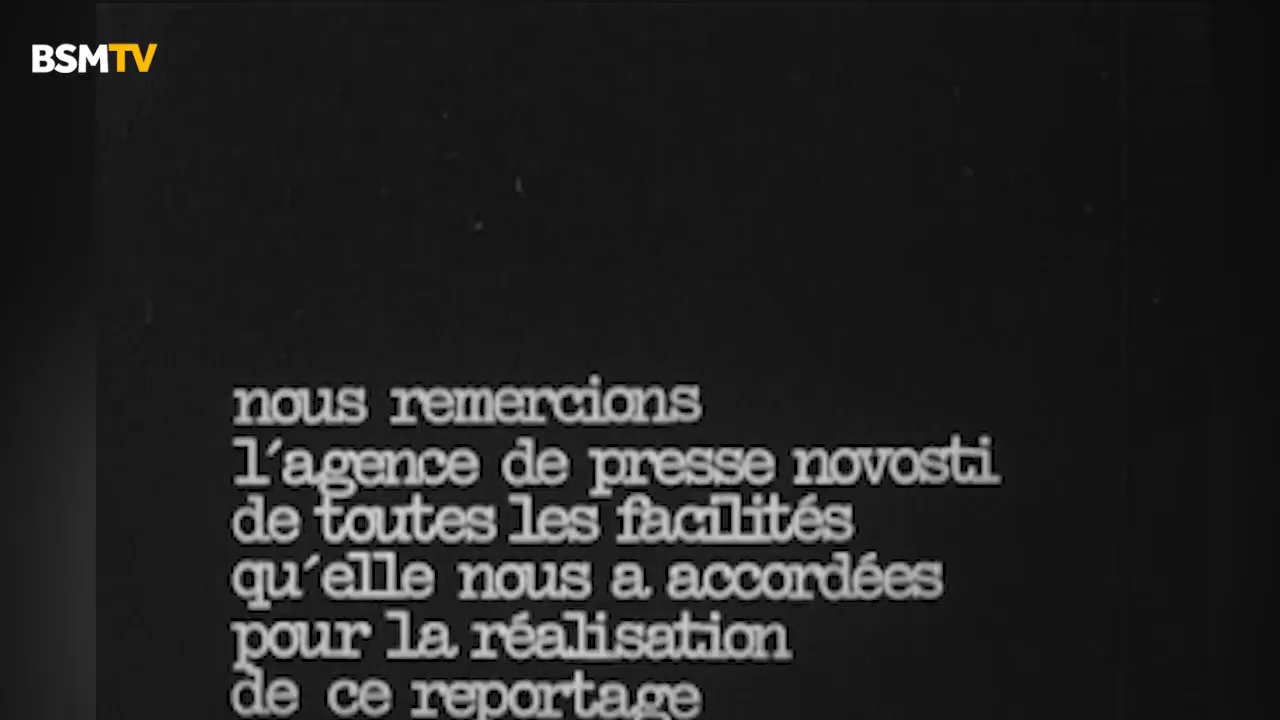 BSMTV
nous remercions
l'agence de presse novosti
de toutes les facilités
qu'elle nous a accordées
pour la réalisation
de ce reportage